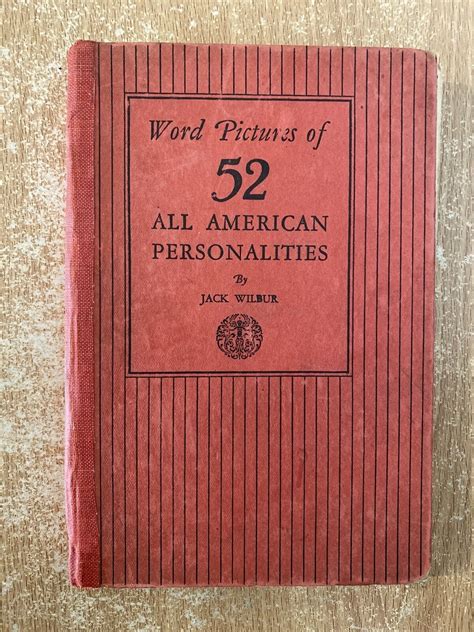 Word Pictures of
52
ALL AMERICAN
PERSONALITIES
By
JACK WILBUR